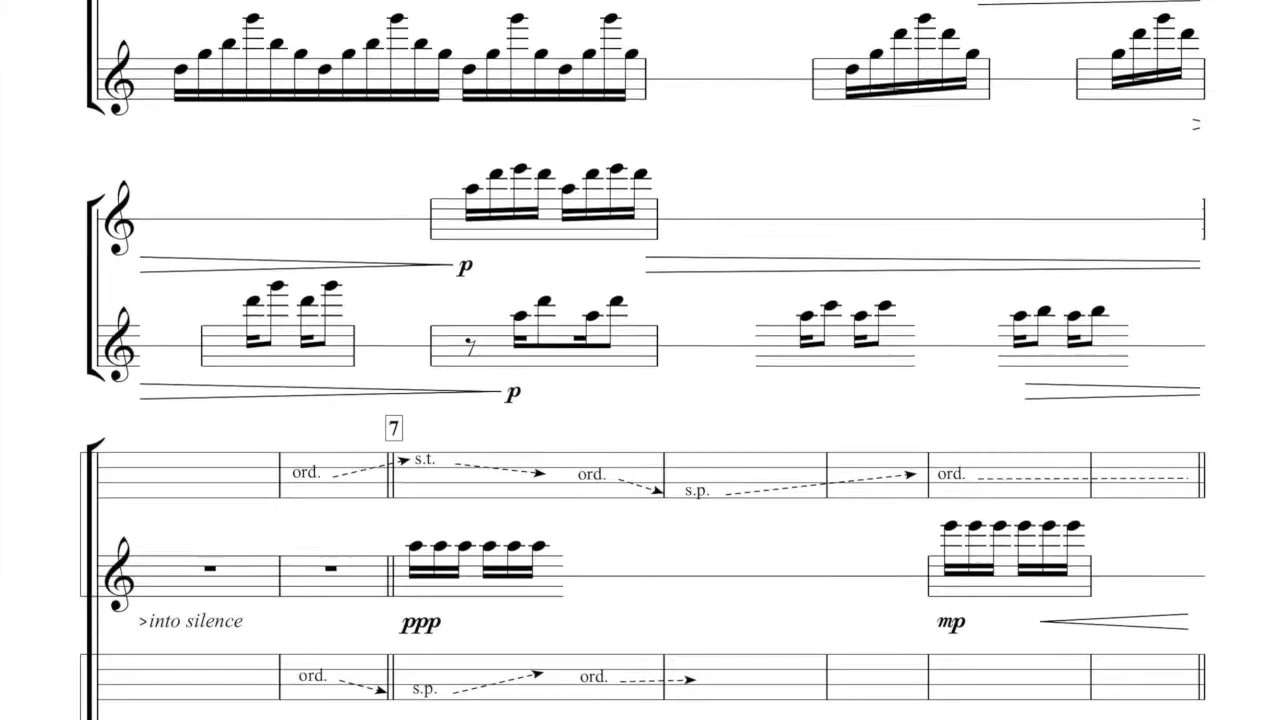 p
p
7
ord. s.t. ord. s.p. ord.
>into silence ppp mp
ord. s.p. ord.